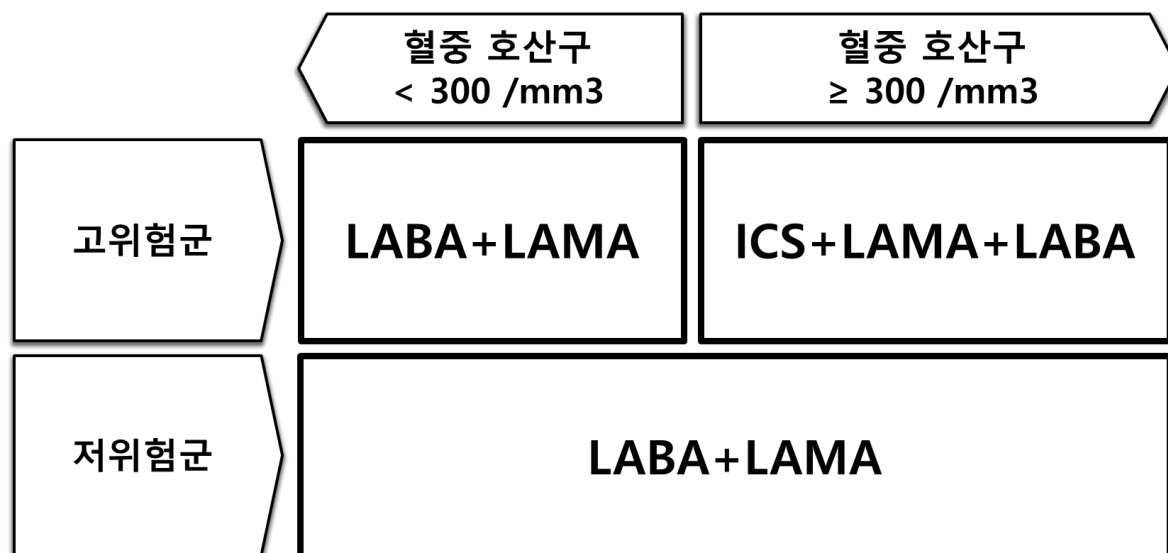 혈중 호산구
< 300 /mm3
혈중 호산구
≥ 300 /mm3
고위험군
LABA+LAMA
ICS+LAMA+LABA
저위험군
LABA+LAMA